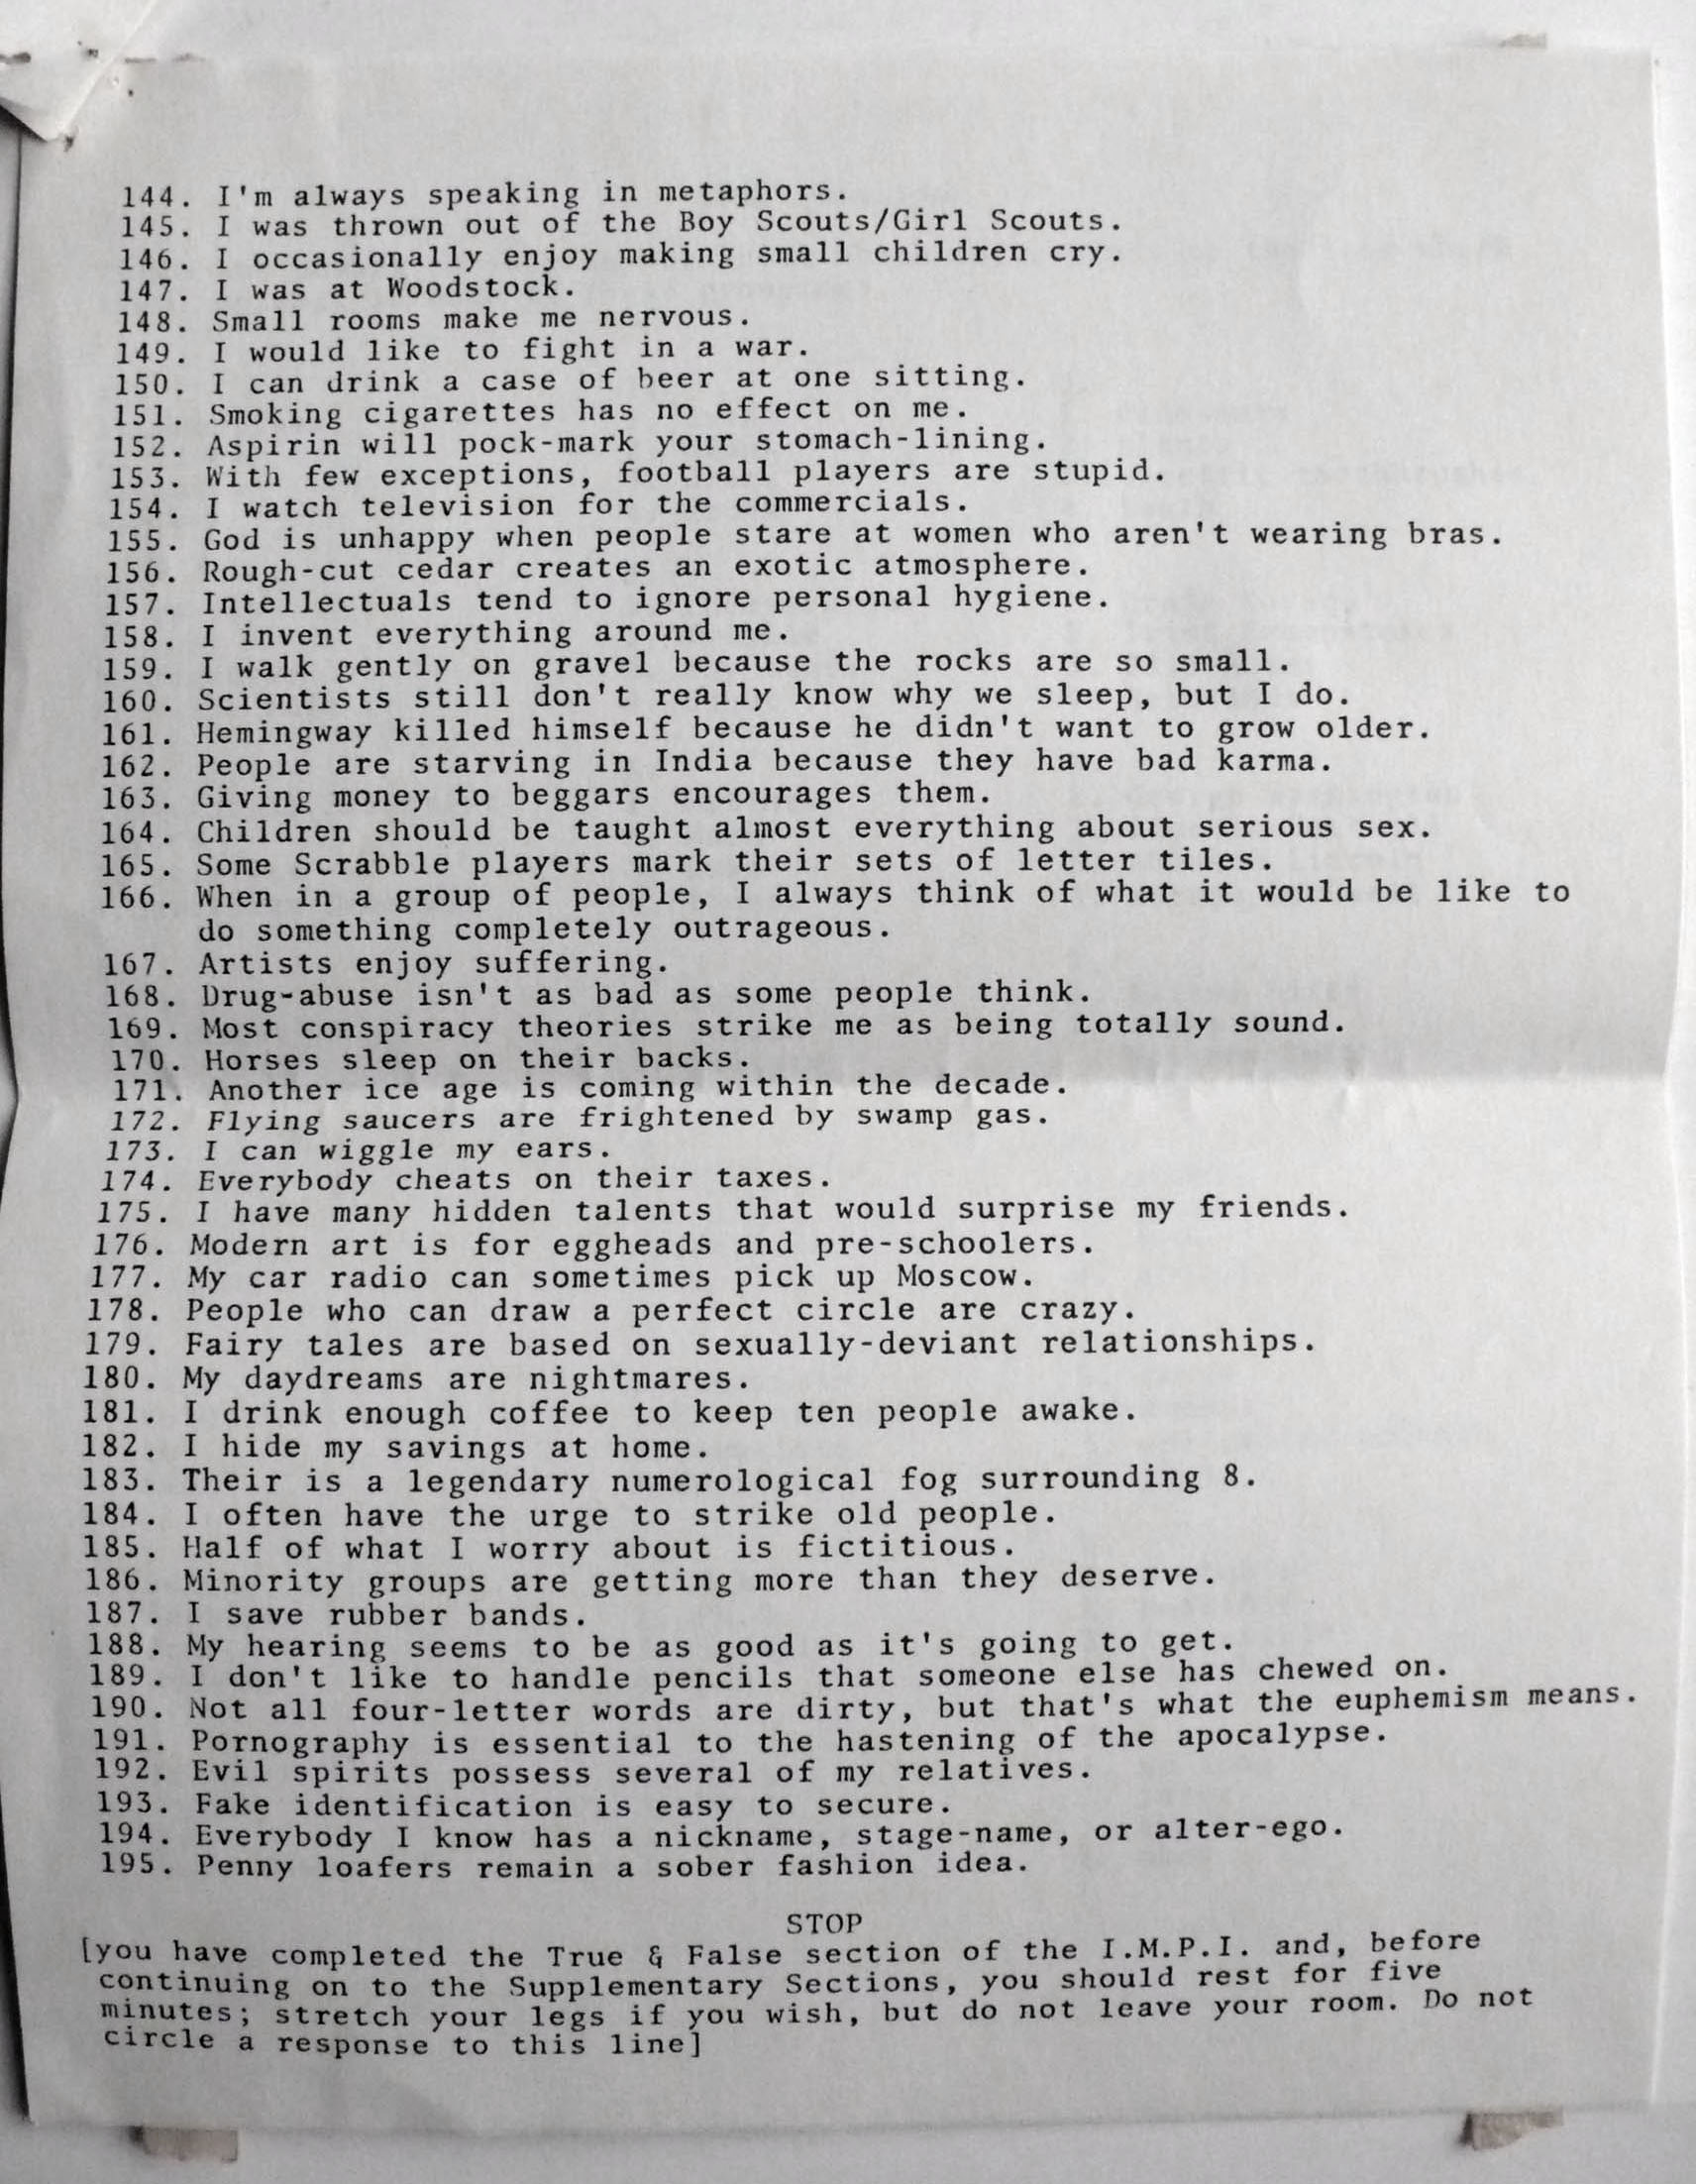 144. I'm always speaking in metaphors.
145. I was thrown out of the Boy Scouts/Girl Scouts.
146. I occasionally enjoy making small children cry.
147. I was at Woodstock.
148. Small rooms make me nervous.
149. I would like to fight in a war.
150. I can drink a case of beer at one sitting.
151. Smoking cigarettes has no effect on me.
152. Aspirin will pock-mark your stomach-lining.
153. With few exceptions, football players are stupid.
154. I watch television for the commercials.
155. God is unhappy when people stare at women who aren't wearing bras.
156. Rough-cut cedar creates an exotic atmosphere.
157. Intellectuals tend to ignore personal hygiene.
158. I invent everything around me.
159. I walk gently on gravel because the rocks are so small.
160. Scientists still don't really know why we sleep, but I do.
161. Hemingway killed himself because he didn't want to grow older.
162. People are starving in India because they have bad karma.
163. Giving money to beggars encourages them.
164. Children should be taught almost everything about serious sex.
165. Some Scrabble players mark their sets of letter tiles.
166. When in a group of people, I always think of what it would be like to
do something completely outrageous.
167. Artists enjoy suffering.
168. Drug-abuse isn't as bad as some people think.
169. Most conspiracy theories strike me as being totally sound.
170. Horses sleep on their backs.
171. Another ice age is coming within the decade.
172. Flying saucers are frightened by swamp gas.
173. I can wiggle my ears.
174. Everybody cheats on their taxes.
175. I have many hidden talents that would surprise my friends.
176. Modern art is for eggheads and pre-schoolers.
177. My car radio can sometimes pick up Moscow.
178. People who can draw a perfect circle are crazy.
179. Fairy tales are based on sexually-deviant relationships.
180. My daydreams are nightmares.
181. I drink enough coffee to keep ten people awake.
182. I hide my savings at home.
183. Their is a legendary numerological fog surrounding 8.
184. I often have the urge to strike old people.
185. Half of what I worry about is fictitious.
186. Minority groups are getting more than they deserve.
187. I save rubber bands.
188. My hearing seems to be as good as it's going to get.
189. I don't like to handle pencils that someone else has chewed on.
190. Not all four-letter words are dirty, but that's what the euphemism means.
191. Pornography is essential to the hastening of the apocalypse.
192. Evil spirits possess several of my relatives.
193. Fake identification is easy to secure.
194. Everybody I know has a nickname, stage-name, or alter-ego.
195. Penny loafers remain a sober fashion idea.
STOP
[you have completed the True & False section of the I.M.P.I. and, before
continuing on to the Supplementary Sections, you should rest for five
minutes; stretch your legs if you wish, but do not leave your room. Do not
circle a response to this line]